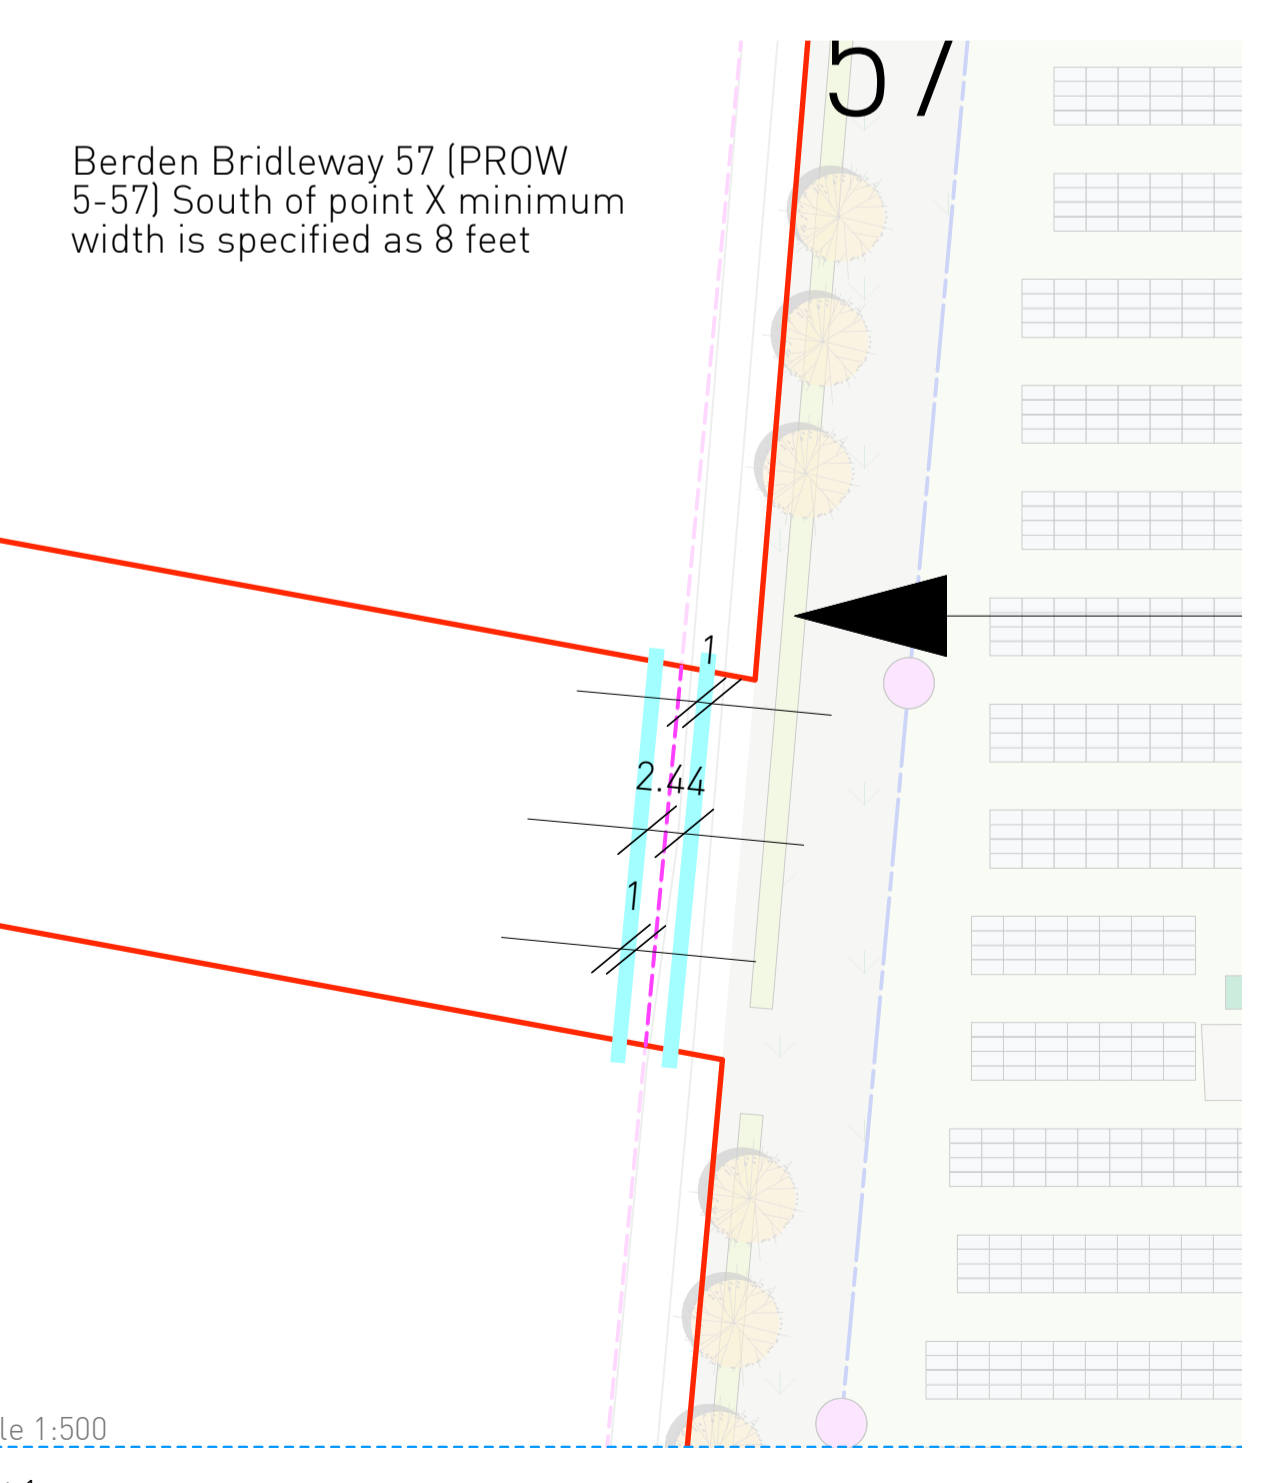 57
Berden Bridleway 57 (PROW
5-57) South of point X minimum
width is specified as 8 feet
1
2.44
1
le 1:500